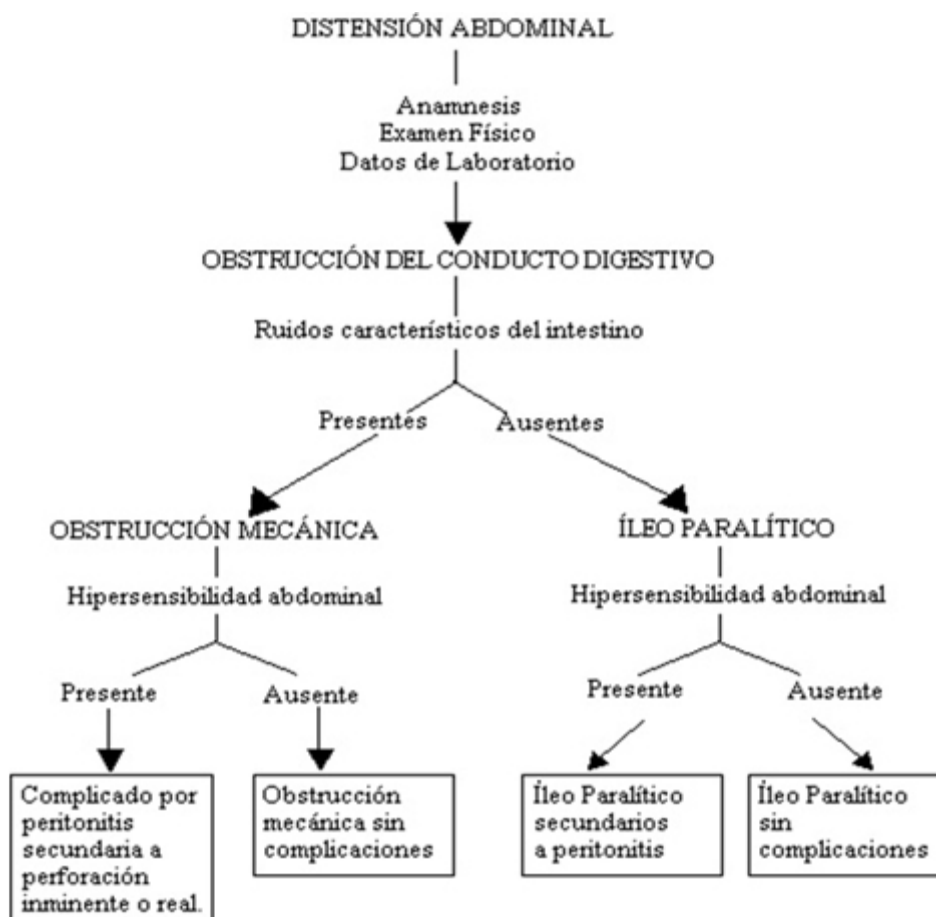 DISTENSIÓN ABDOMINAL
Anamnesis
Examen Físico
Datos de Laboratorio
OBSTRUCCIÓN DEL CONDUCTO DIGESTIVO
Ruidos característicos del intestino
Presentes
Ausentes
OBSTRUCCIÓN MECÁNICA
ÍLEO PARALÍTICO
Hipersensibilidad abdominal
Hipersensibilidad abdominal
Presente
Ausente
Presente
Ausente
Complicado por
peritonitis
secundaria a
perforación
inminente o real.
Obstrucción
mecánica sin
complicaciones
Íleo Paralítico
secundarios
a peritonitis
Íleo Paralítico
sin
complicaciones